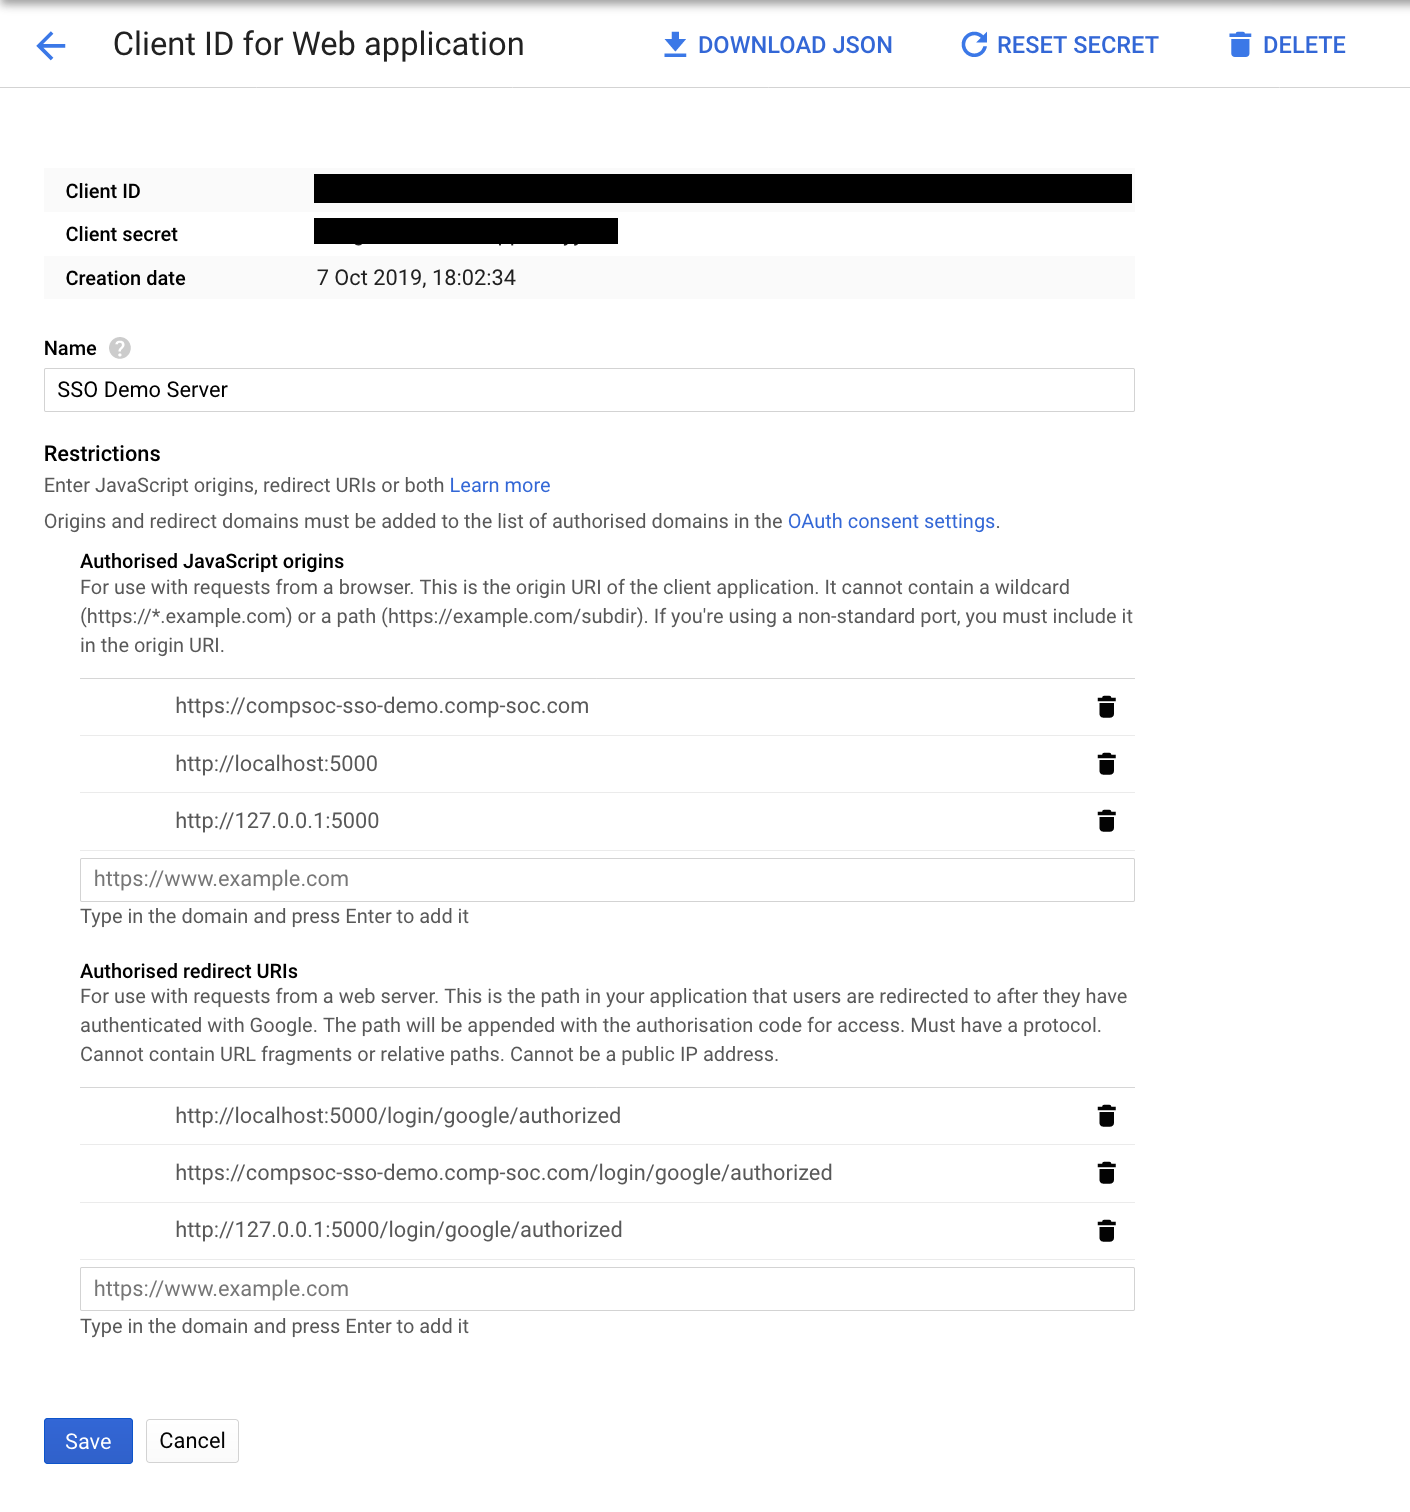 Client ID for Web application
DOWNLOAD JSON
RESET SECRET
DELETE
Client ID
Client secret
Creation date 7 Oct 2019, 18:02:34
Name ?
SSO Demo Server
Restrictions
Enter JavaScript origins, redirect URIs or both Learn more
Origins and redirect domains must be added to the list of authorised domains in the OAuth consent settings.
Authorised JavaScript origins
For use with requests from a browser. This is the origin URI of the client application. It cannot contain a wildcard
(https://*.example.com) or a path (https://example.com/subdir). If you're using a non-standard port, you must include it
in the origin URI.
https://compsoc-sso-demo.comp-soc.com
http://localhost:5000
http://127.0.0.1:5000
https://www.example.com
Type in the domain and press Enter to add it
Authorised redirect URIs
For use with requests from a web server. This is the path in your application that users are redirected to after they have
authenticated with Google. The path will be appended with the authorisation code for access. Must have a protocol.
Cannot contain URL fragments or relative paths. Cannot be a public IP address.
http://localhost:5000/login/google/authorized
https://compsoc-sso-demo.comp-soc.com/login/google/authorized
http://127.0.0.1:5000/login/google/authorized
https://www.example.com
Type in the domain and press Enter to add it
Save
Cancel